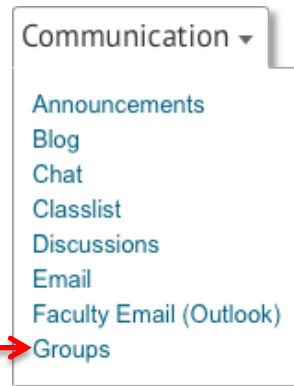 Communication
Announcements
Blog
Chat
Classlist
Discussions
Email
Faculty Email (Outlook)
Groups